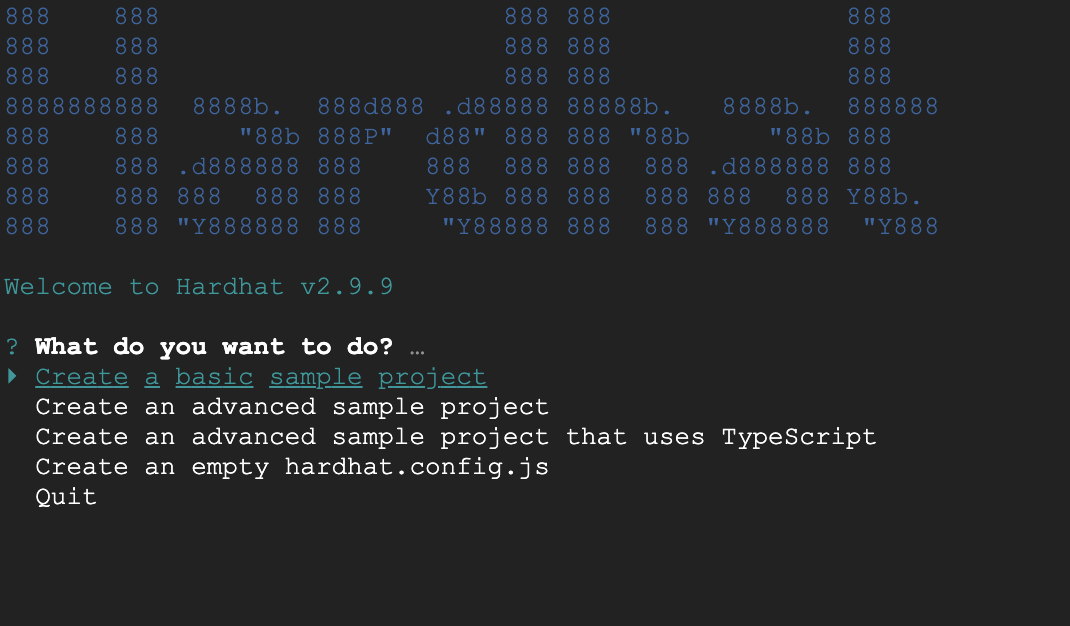 888    888                      888 888               888
888    888                      888 888               888
888    888                      888 888               888
8888888888  8888b.  888d888 .d88888 88888b.   8888b.  888888
888    888     "88b 888P"  d88" 888 888 "88b     "88b 888
888    888 .d888888 888    888  888 888  888 .d888888 888
888    888 888  888 888    Y88b 888 888  888 888  888 Y88b.
888    888 "Y888888 888     "Y88888 888  888 "Y888888  "Y888
Welcome to Hardhat v2.9.9
? What do you want to do? …
▸ Create a basic sample project
Create an advanced sample project
Create an advanced sample project that uses TypeScript
Create an empty hardhat.config.js
Quit